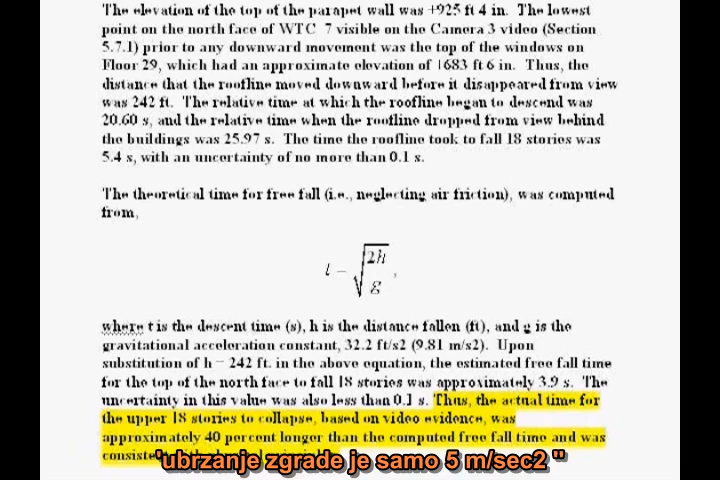 The elevation of the top of the parapet wall was +925 ft 4 in. The lowest
point on the north face of WTC 7 visible on the Camera 3 video (Section
5.7.1) prior to any downward movement was the top of the windows on
Floor 29, which had an approximate elevation of 1683 ft 6 in. Thus, the
distance that the roofline moved downward before it disappeared from view
was 242 ft. The relative time at which the roofline began to descend was
20.60 s, and the relative time when the roofline dropped from view behind
the buildings was 25.97 s. The time the roofline took to fall 18 stories was
5.4 s, with an uncertainty of no more than 0.1 s.
The theoretical time for free fall (i.e., neglecting air friction), was computed
from,
t = √(2h/g),
where t is the descent time (s), h is the distance fallen (ft), and g is the
gravitational acceleration constant, 32.2 ft/s2 (9.81 m/s2). Upon
substitution of h = 242 ft. in the above equation, the estimated free fall time
for the top of the north face to fall 18 stories was approximately 3.9 s. The
uncertainty in this value was also less than 0.1 s. Thus, the actual time for
the upper 18 stories to collapse, based on video evidence, was
approximately 40 percent longer than the computed free fall time and was
"ubrzanje zgrade je samo 5 m/sec2 "